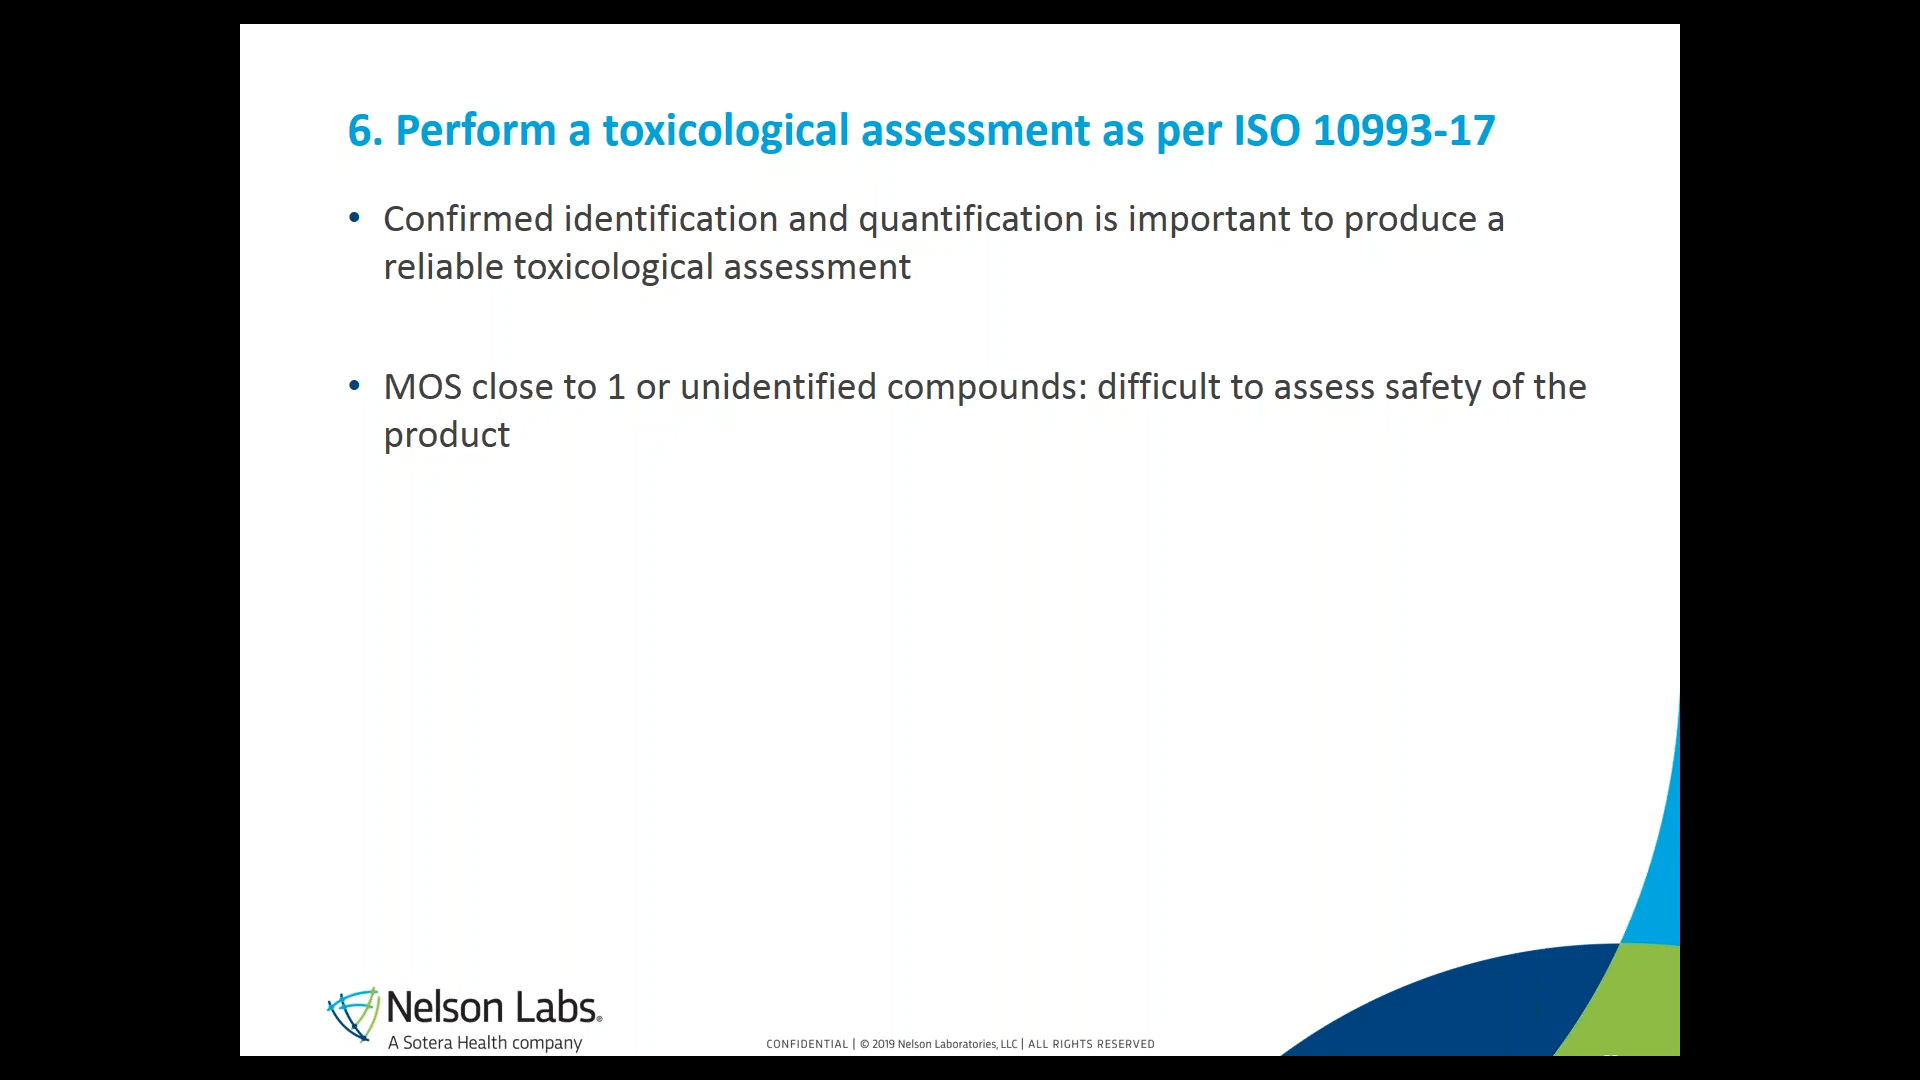 6. Perform a toxicological assessment as per ISO 10993-17
• Confirmed identification and quantification is important to produce a
reliable toxicological assessment
• MOS close to 1 or unidentified compounds: difficult to assess safety of the
product
Nelson Labs®
A Sotera Health company
CONFIDENTIAL | © 2019 Nelson Laboratories, LLC | ALL RIGHTS RESERVED